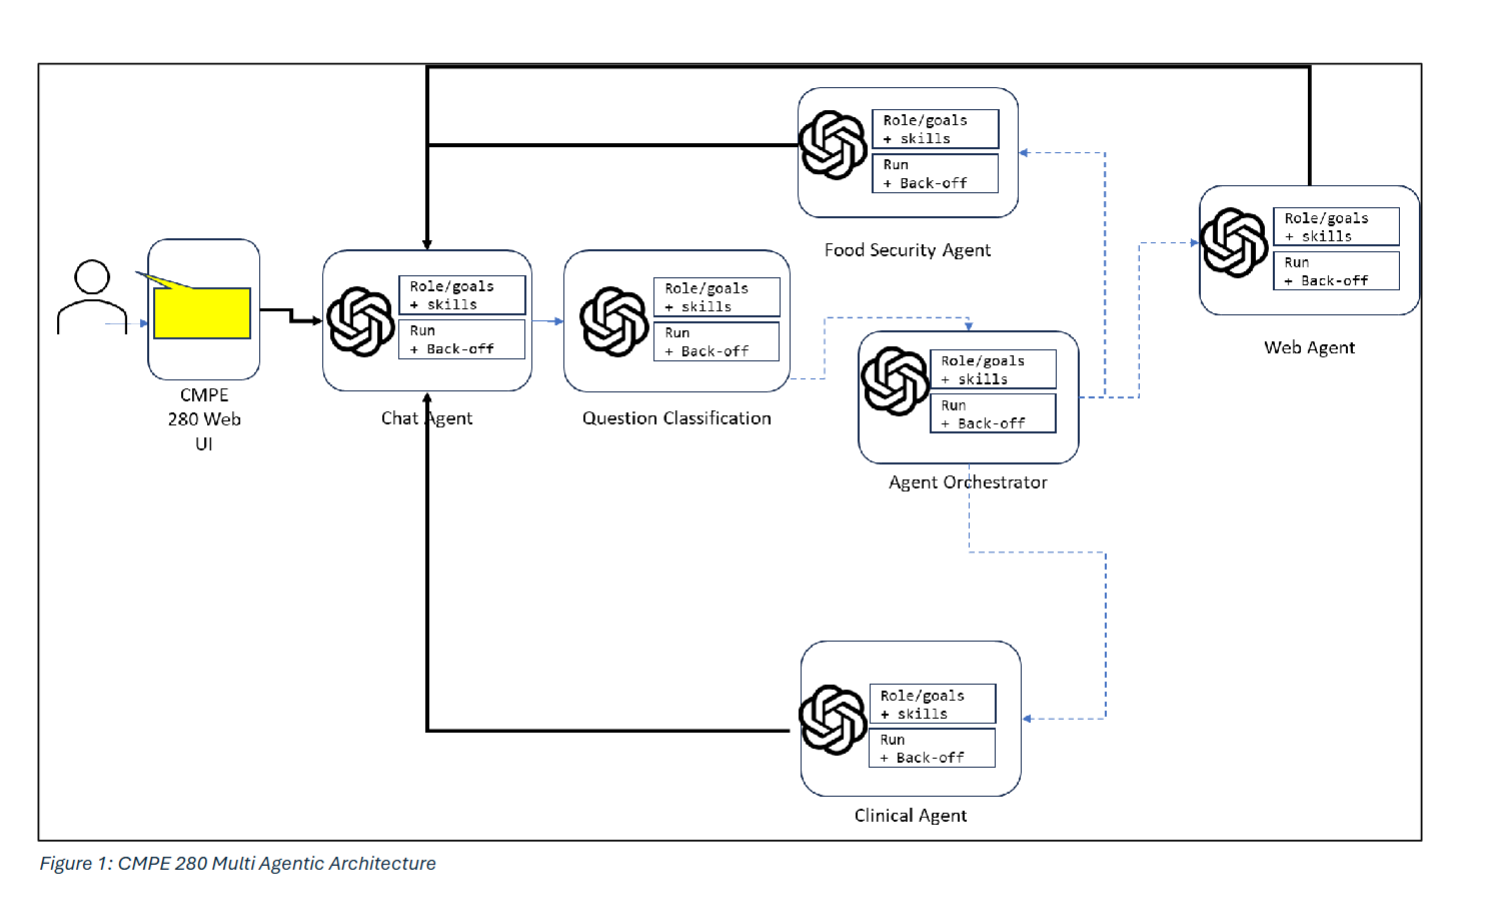 Role/goals
+ skills
Run
+ Back-off
Food Security Agent
Role/goals
+ skills
Run
+ Back-off
Web Agent
CMPE
280 Web
UI
Role/goals
+ skills
Run
+ Back-off
Chat Agent
Role/goals
+ skills
Run
+ Back-off
Question Classification
Role/goals
+ skills
Run
+ Back-off
Agent Orchestrator
Role/goals
+ skills
Run
+ Back-off
Clinical Agent
Figure 1: CMPE 280 Multi Agentic Architecture